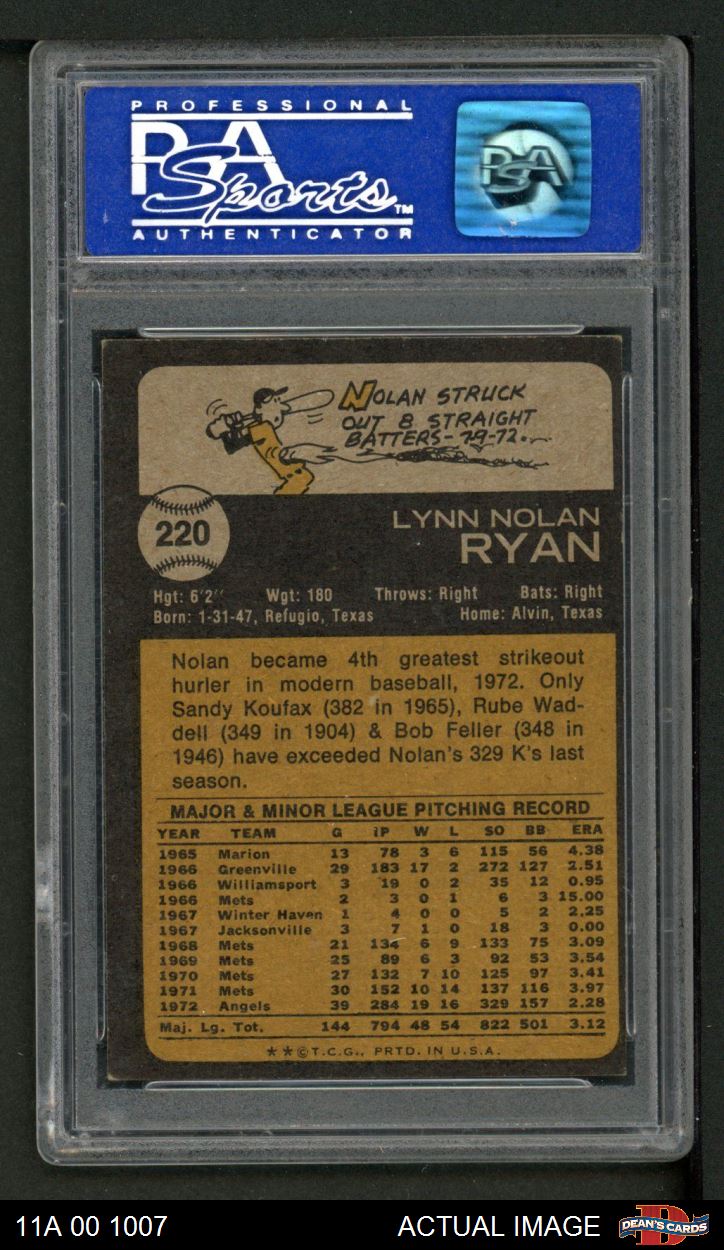 PROFESSIONAL
PSA
Sports™
AUTHENTICATOR
PSA
NOLAN STRUCK
OUT 8 STRAIGHT
BATTERS-7-9-72.
220
LYNN NOLAN
RYAN
Hgt: 6'2" Wgt: 180 Throws: Right Bats: Right
Born: 1-31-47, Refugio, Texas Home: Alvin, Texas
Nolan became 4th greatest strikeout
hurler in modern baseball, 1972. Only
Sandy Koufax (382 in 1965), Rube Wad-
dell (349 in 1904) & Bob Feller (348 in
1946) have exceeded Nolan's 329 K's last
season.
MAJOR & MINOR LEAGUE PITCHING RECORD
YEAR TEAM G IP W L SO BB ERA
1965 Marion 13 78 3 6 115 56 4.38
1966 Greenville 29 183 17 2 272 127 2.51
1966 Williamsport 3 19 0 2 35 12 0.95
1966 Mets 2 3 0 1 6 3 15.00
1967 Winter Haven 1 4 0 0 5 2 2.25
1967 Jacksonville 3 7 1 0 18 3 0.00
1968 Mets 21 134 6 9 133 75 3.09
1969 Mets 25 89 6 3 92 53 3.54
1970 Mets 27 132 7 10 125 97 3.41
1971 Mets 30 152 10 14 137 116 3.97
1972 Angels 39 284 19 16 329 157 2.28
Maj. Lg. Tot. 144 794 48 54 822 501 3.12
★★©T.C.G., PRTD. IN U.S.A.
11A 00 1007 ACTUAL IMAGE DEAN'S CARDS